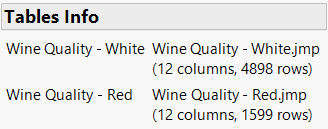 Tables Info
Wine Quality - White Wine Quality - White.jmp
(12 columns, 4898 rows)
Wine Quality - Red Wine Quality - Red.jmp
(12 columns, 1599 rows)